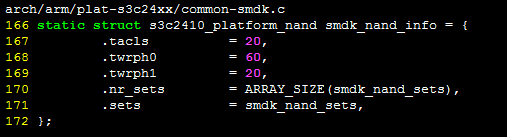 arch/arm/plat-s3c24xx/common-smdk.c
166 static struct s3c2410_platform_nand smdk_nand_info = {
167         .tacls          = 20,
168         .twrph0         = 60,
169         .twrph1         = 20,
170         .nr_sets        = ARRAY_SIZE(smdk_nand_sets),
171         .sets           = smdk_nand_sets,
172 };